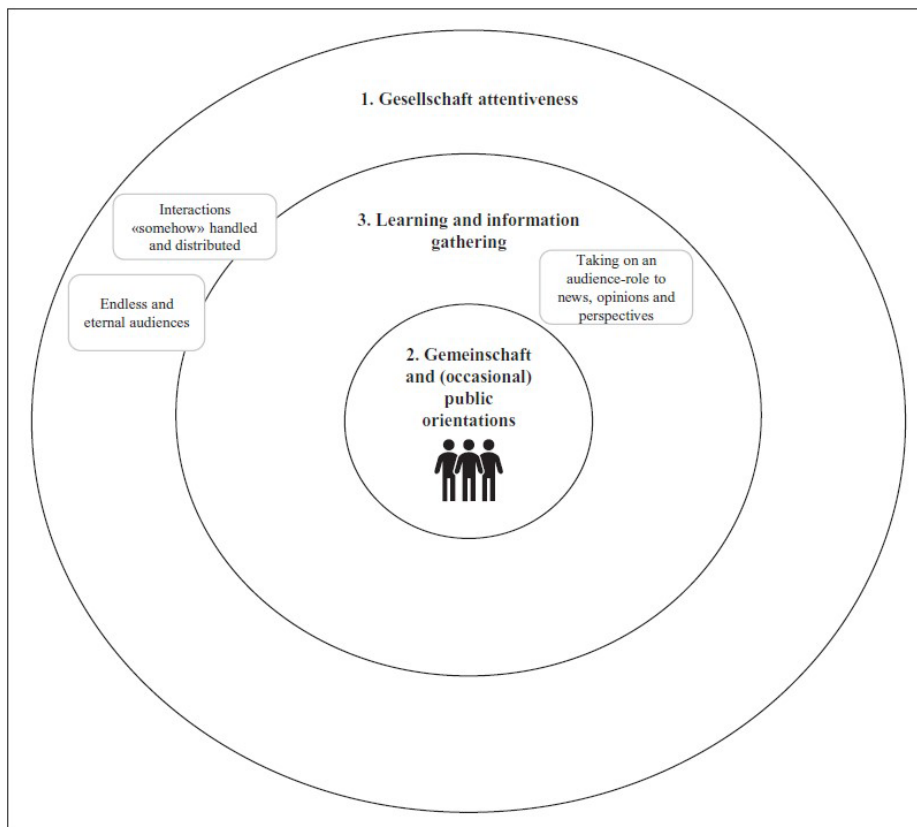 1. Gesellschaft attentiveness
Interactions
«somehow» handled
and distributed
3. Learning and information
gathering
Taking on an
audience-role to
news, opinions and
perspectives
Endless and
eternal audiences
2. Gemeinschaft
and (occasional)
public
orientations